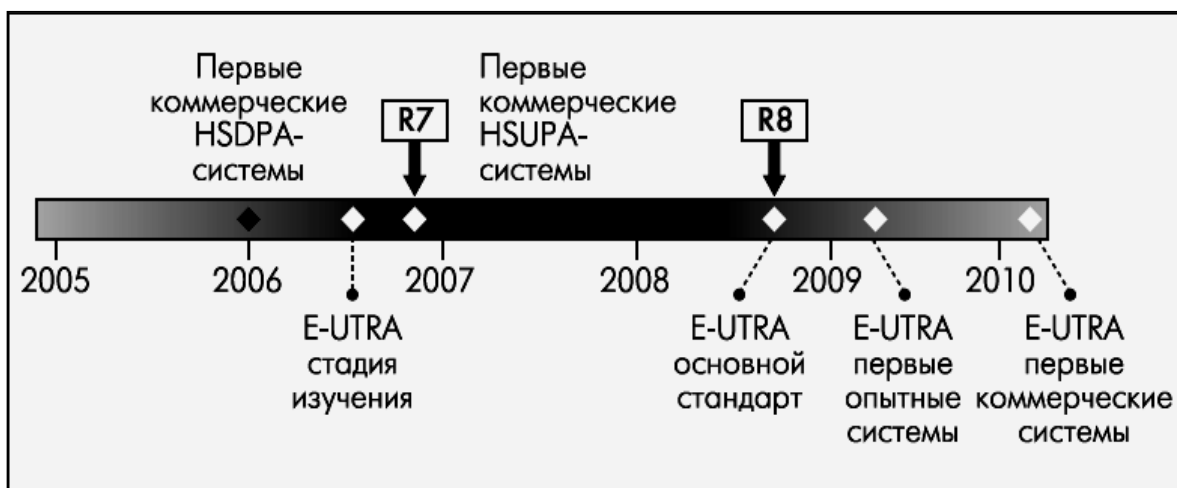 Первые
коммерческие
HSDPA-
системы
R7
Первые
коммерческие
HSUPA-
системы
R8
2005
2006
2007
2008
2009
2010
E-UTRA
стадия
изучения
E-UTRA
основной
стандарт
E-UTRA
первые
опытные
системы
E-UTRA
первые
коммерческие
системы